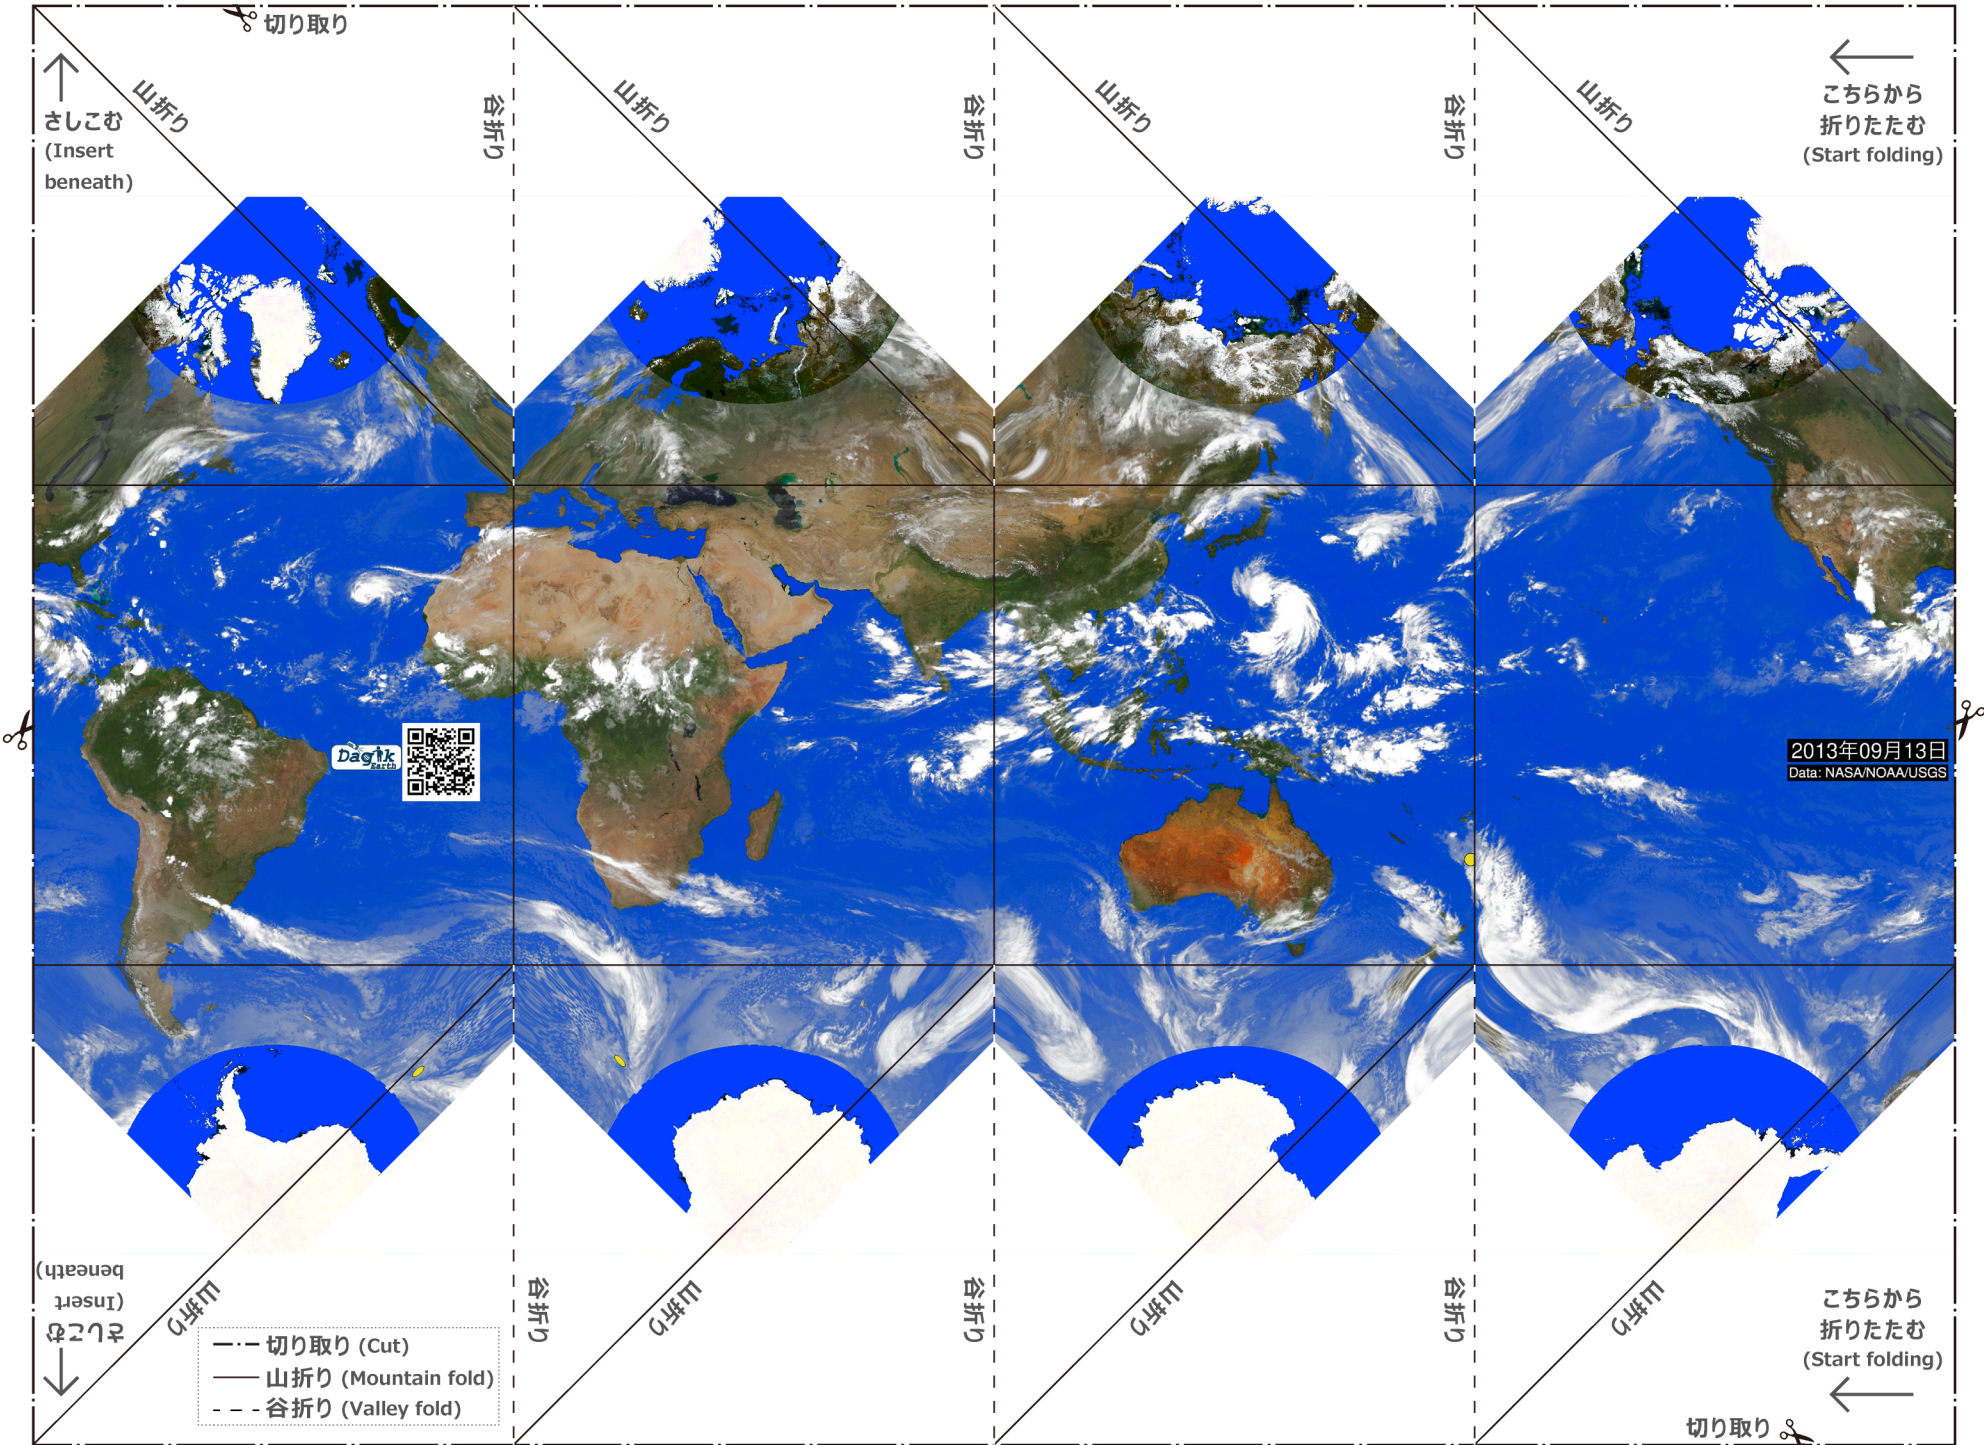 切り取り
さしこむ
(Insert
beneath)
山折り
谷折り
山折り
谷折り
山折り
谷折り
山折り
こちらから
折りたたむ
(Start folding)
Dagik
Earth
2013年09月13日
Data: NASA/NOAA/USGS
さしこむ
(Insert
beneath)
山折り
谷折り
山折り
谷折り
山折り
谷折り
山折り
こちらから
折りたたむ
(Start folding)
切り取り (Cut)
山折り (Mountain fold)
谷折り (Valley fold)
切り取り